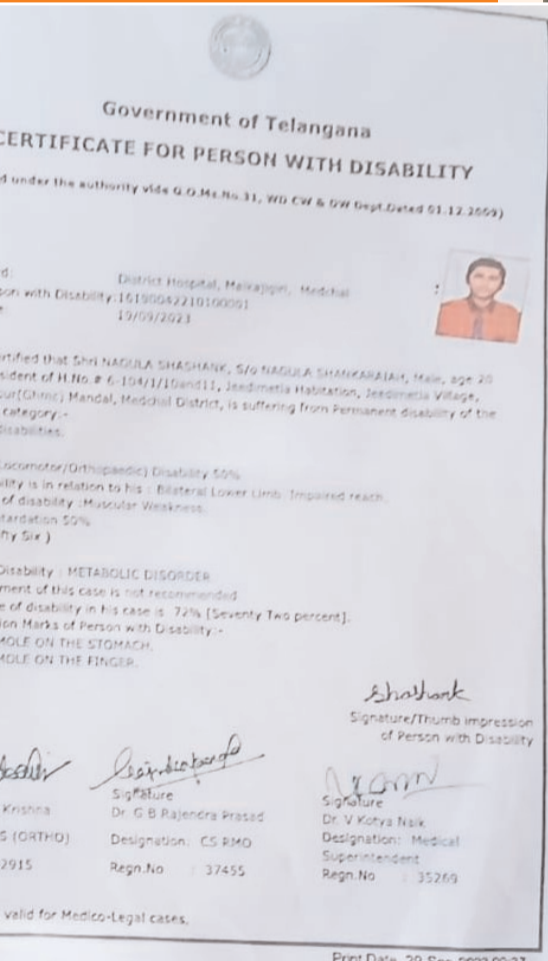 Government of Telangana
CERTIFICATE FOR PERSON WITH DISABILITY
d under the authority vide G.O.Ms.No.31, WD CW & DW Dept.Dated 01.12.2009)
d: District Hospital, Malkajigiri, Medchal :
son with Disability:
19/09/2023
rtified that Shri NAGULA SHASHANK, S/o NAGULA SHANKARAIAH, Male, age 20
sident of H.No.# 6-104/1/10and11, Jeedimetla Habitation, Jeedimetla Village,
ur(Ghmc) Mandal, Medchal District, is suffering from Permanent disability of the
category:-
Disabilities.
Locomotor/Orthopaedic) Disability 50%
ility is in relation to his : Bilateral Lower Limb. Impaired reach.
of disability :Muscular Weakness.
tardation 50%
fty Six )
Disability : METABOLIC DISORDER
ment of this case is not recommended
e of disability in his case is 72% [Seventy Two percent].
ion Marks of Person with Disability:-
MOLE ON THE STOMACH.
MOLE ON THE FINGER.
Shashank
Signature/Thumb impression
of Person with Disability
Signature
Signature
Krishna
Dr. G B Rajendra Prasad
Dr. V Kotya Naik
S (ORTHO)
Designation: CS RMO
Designation: Medical
Superintendent
2915
Regn.No : 37455
Regn.No : 35269
valid for Medico-Legal cases.
Print Date